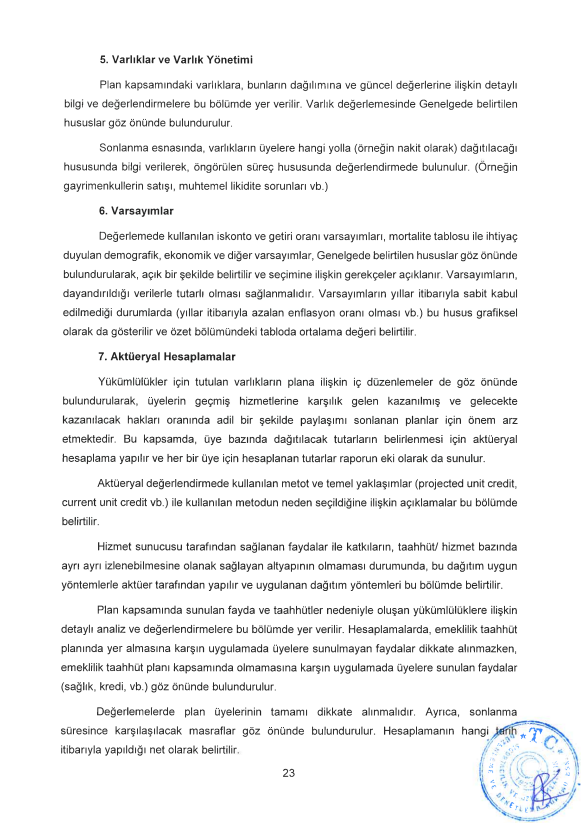 5. Varlıklar ve Varlık Yönetimi
Plan kapsamındaki varlıklara, bunların dağılımına ve güncel değerlerine ilişkin detaylı
bilgi ve değerlendirmelere bu bölümde yer verilir. Varlık değerlemesinde Genelgede belirtilen
hususlar göz önünde bulundurulur.
Sonlanma esnasında, varlıkların üyelere hangi yolla (örneğin nakit olarak) dağıtılacağı
hususunda bilgi verilerek, öngörülen süreç hususunda değerlendirmede bulunulur. (Örneğin
gayrimenkullerin satışı, muhtemel likidite sorunları vb.)
6. Varsayımlar
Değerlemede kullanılan iskonto ve getiri oranı varsayımları, mortalite tablosu ile ihtiyaç
duyulan demografik, ekonomik ve diğer varsayımlar, Genelgede belirtilen hususlar göz önünde
bulundurularak, açık bir şekilde belirtilir ve seçimine ilişkin gerekçeler açıklanır. Varsayımların,
dayandırıldığı verilerle tutarlı olması sağlanmalıdır. Varsayımların yıllar itibarıyla sabit kabul
edilmediği durumlarda (yıllar itibarıyla azalan enflasyon oranı olması vb.) bu husus grafiksel
olarak da gösterilir ve özet bölümündeki tabloda ortalama değeri belirtilir.
7. Aktüeryal Hesaplamalar
Yükümlülükler için tutulan varlıkların plana ilişkin iç düzenlemeler de göz önünde
bulundurularak, üyelerin geçmiş hizmetlerine karşılık gelen kazanılmış ve gelecekte
kazanılacak hakları oranında adil bir şekilde paylaşımı sonlanan planlar için önem arz
etmektedir. Bu kapsamda, üye bazında dağıtılacak tutarların belirlenmesi için aktüeryal
hesaplama yapılır ve her bir üye için hesaplanan tutarlar raporun eki olarak da sunulur.
Aktüeryal değerlendirmede kullanılan metot ve temel yaklaşımlar (projected unit credit,
current unit credit vb.) ile kullanılan metodun neden seçildiğine ilişkin açıklamalar bu bölümde
belirtilir.
Hizmet sunucusu tarafından sağlanan faydalar ile katkıların, taahhüt/ hizmet bazında
ayrı ayrı izlenebilmesine olanak sağlayan altyapının olmaması durumunda, bu dağıtım uygun
yöntemlerle aktüer tarafından yapılır ve uygulanan dağıtım yöntemleri bu bölümde belirtilir.
Plan kapsamında sunulan fayda ve taahhütler nedeniyle oluşan yükümlülüklere ilişkin
detaylı analiz ve değerlendirmelere bu bölümde yer verilir. Hesaplamalarda, emeklilik taahhüt
planında yer almasına karşın uygulamada üyelere sunulmayan faydalar dikkate alınmazken,
emeklilik taahhüt planı kapsamında olmamasına karşın uygulamada üyelere sunulan faydalar
(sağlık, kredi, vb.) göz önünde bulundurulur.
Değerlemelerde plan üyelerinin tamamı dikkate alınmalıdır. Ayrıca, sonlanma
süresince karşılaşılacak masraflar göz önünde bulundurulur. Hesaplamanın hangi tarih
itibarıyla yapıldığı net olarak belirtilir.
23
T.C.